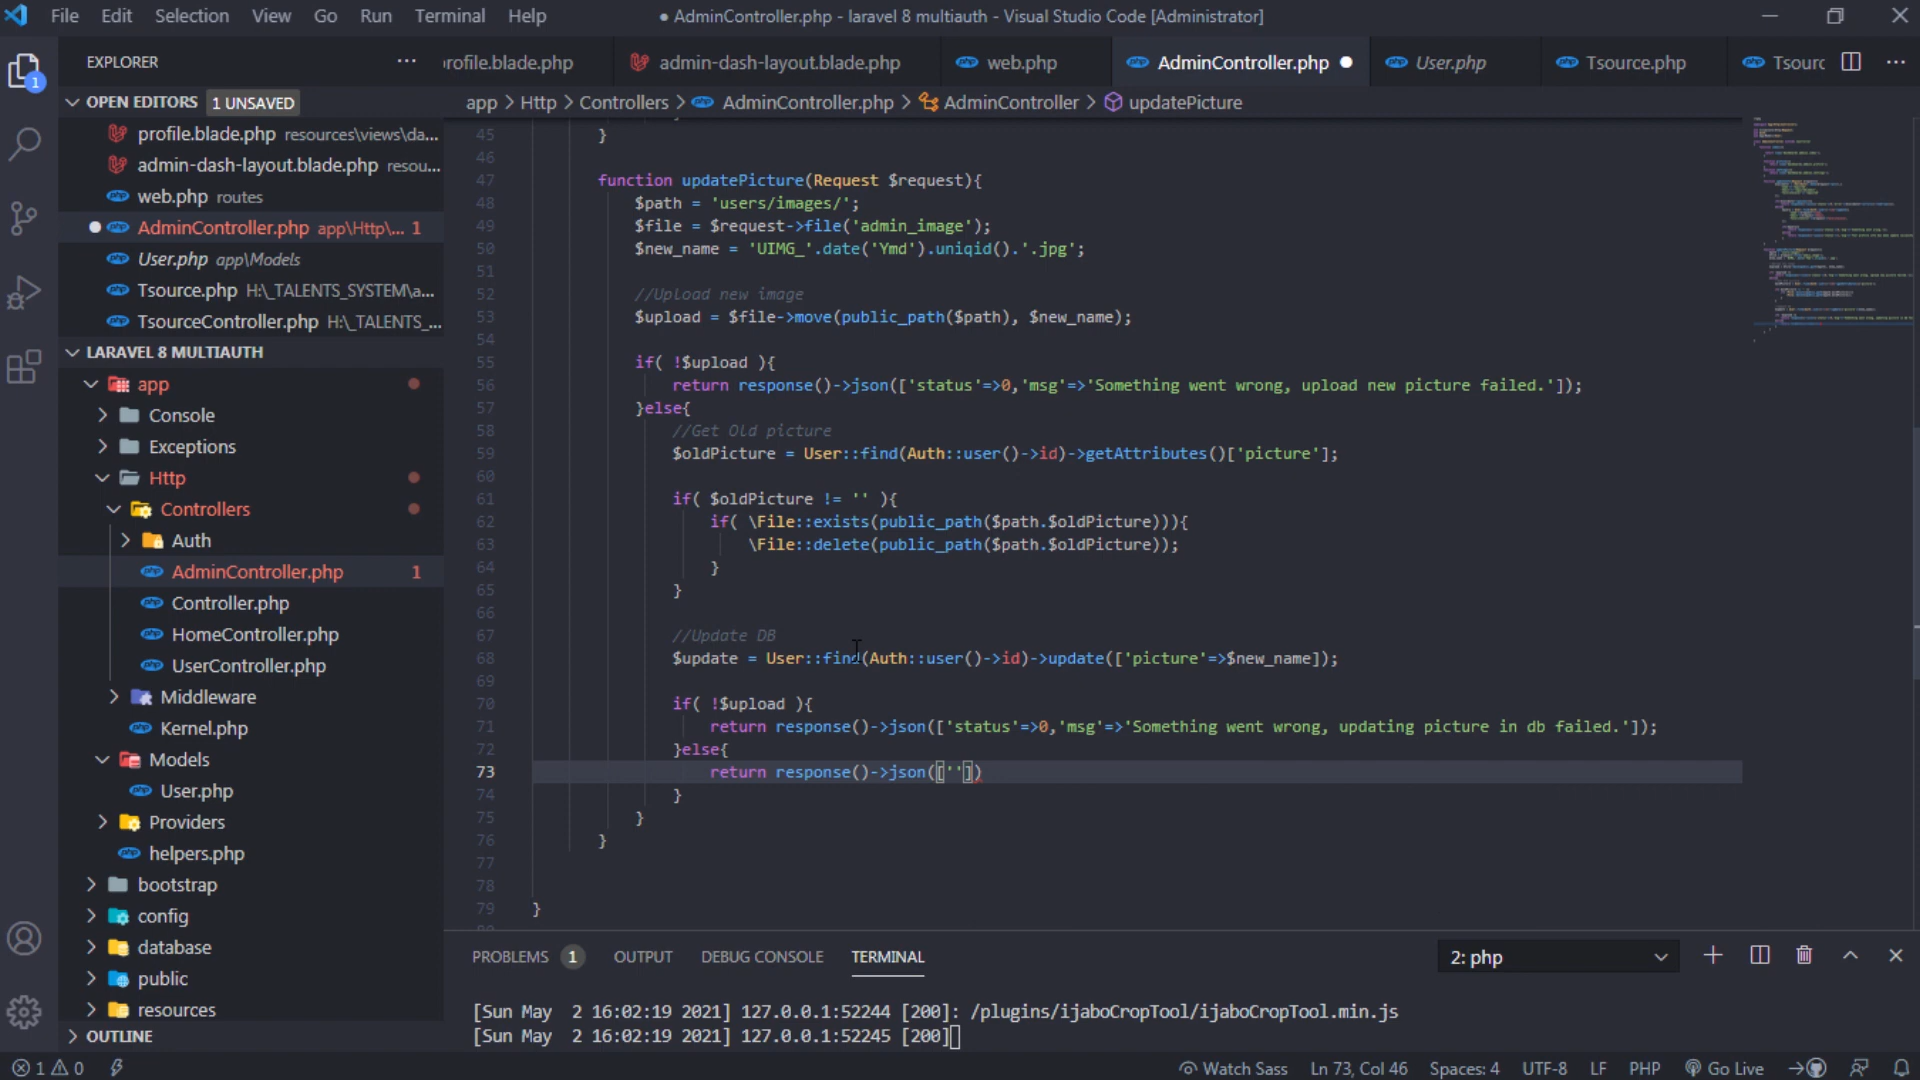 File Edit Selection View Go Run Terminal Help
● AdminController.php - laravel 8 multiauth - Visual Studio Code [Administrator]
EXPLORER
rofile.blade.php admin-dash-layout.blade.php web.php AdminController.php User.php Tsource.php Tsourc
OPEN EDITORS 1 UNSAVED
app > Http > Controllers > AdminController.php > AdminController > updatePicture
profile.blade.php resources\views\da...
admin-dash-layout.blade.php resou...
web.php routes
AdminController.php app\Http\... 1
User.php app\Models
Tsource.php H:\_TALENTS_SYSTEM\a...
TsourceController.php H:\_TALENTS_...
LARAVEL 8 MULTIAUTH
app
Console
Exceptions
Http
Controllers
Auth
AdminController.php 1
Controller.php
HomeController.php
UserController.php
Middleware
Kernel.php
Models
User.php
Providers
helpers.php
bootstrap
config
database
public
resources
OUTLINE
45 }
46
47 function updatePicture(Request $request){
48 $path = 'users/images/';
49 $file = $request->file('admin_image');
50 $new_name = 'UIMG_'.date('Ymd').uniqid().'.jpg';
51
52 //Upload new image
53 $upload = $file->move(public_path($path), $new_name);
54
55 if( !$upload ){
56 return response()->json(['status'=>0,'msg'=>'Something went wrong, upload new picture failed.']);
57 }else{
58 //Get Old picture
59 $oldPicture = User::find(Auth::user()->id)->getAttributes()['picture'];
60
61 if( $oldPicture != '' ){
62 if( \File::exists(public_path($path.$oldPicture))){
63 \File::delete(public_path($path.$oldPicture));
64 }
65 }
66
67 //Update DB
68 $update = User::find(Auth::user()->id)->update(['picture'=>$new_name]);
69
70 if( !$upload ){
71 return response()->json(['status'=>0,'msg'=>'Something went wrong, updating picture in db failed.']);
72 }else{
73 return response()->json([''])
74 }
75 }
76 }
77
78
79 }
PROBLEMS 1 OUTPUT DEBUG CONSOLE TERMINAL 2: php
[Sun May 2 16:02:19 2021] 127.0.0.1:52244 [200]: /plugins/ijaboCropTool/ijaboCropTool.min.js
[Sun May 2 16:02:19 2021] 127.0.0.1:52245 [200]
1 0 Watch Sass Ln 73, Col 46 Spaces: 4 UTF-8 LF PHP Go Live